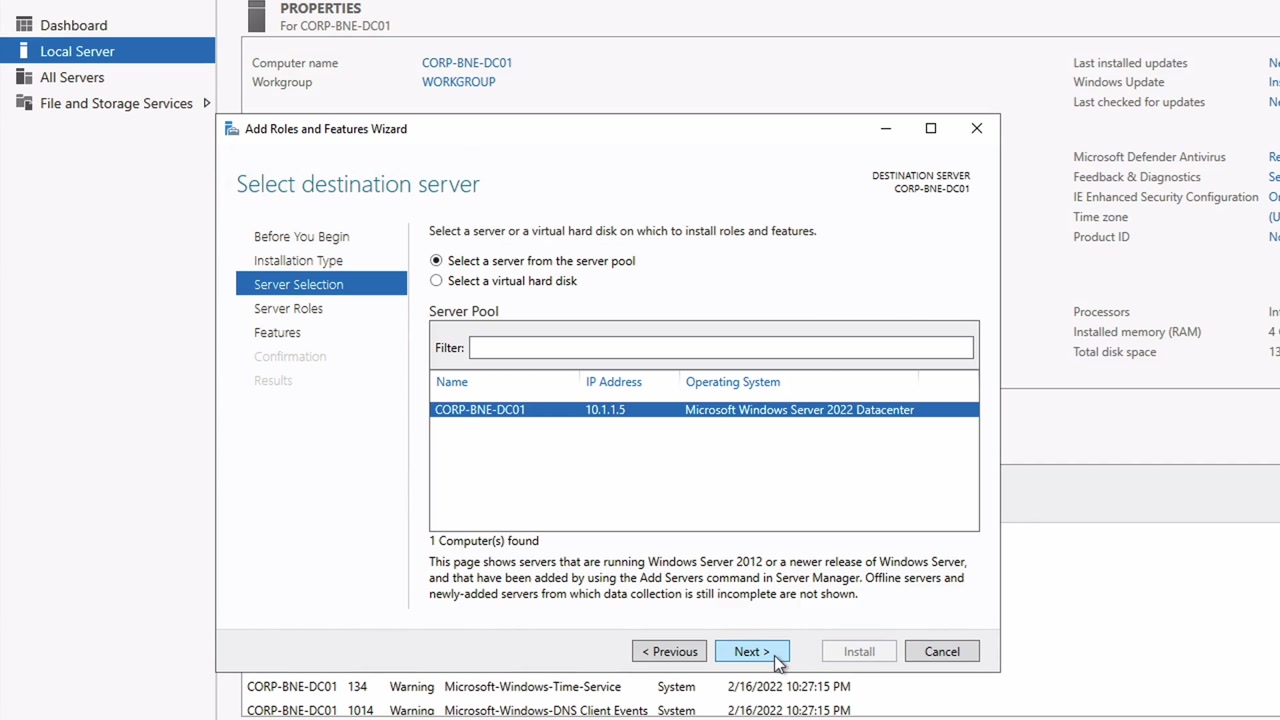 Dashboard
Local Server
All Servers
File and Storage Services
PROPERTIES
For CORP-BNE-DC01
Computer name CORP-BNE-DC01
Workgroup WORKGROUP
Last installed updates
Windows Update
Last checked for updates
Microsoft Defender Antivirus
Feedback & Diagnostics
IE Enhanced Security Configuration
Time zone
Product ID
Processors
Installed memory (RAM)
Total disk space
Add Roles and Features Wizard
Select destination server
DESTINATION SERVER
CORP-BNE-DC01
Before You Begin
Installation Type
Server Selection
Server Roles
Features
Confirmation
Results
Select a server or a virtual hard disk on which to install roles and features.
Select a server from the server pool
Select a virtual hard disk
Server Pool
Filter:
Name IP Address Operating System
CORP-BNE-DC01 10.1.1.5 Microsoft Windows Server 2022 Datacenter
1 Computer(s) found
This page shows servers that are running Windows Server 2012 or a newer release of Windows Server,
and that have been added by using the Add Servers command in Server Manager. Offline servers and
newly-added servers from which data collection is still incomplete are not shown.
< Previous Next > Install Cancel
CORP-BNE-DC01 134 Warning Microsoft-Windows-Time-Service System 2/16/2022 10:27:15 PM
CORP-BNE-DC01 1014 Warning Microsoft-Windows-DNS Client Events System 2/16/2022 10:27:15 PM